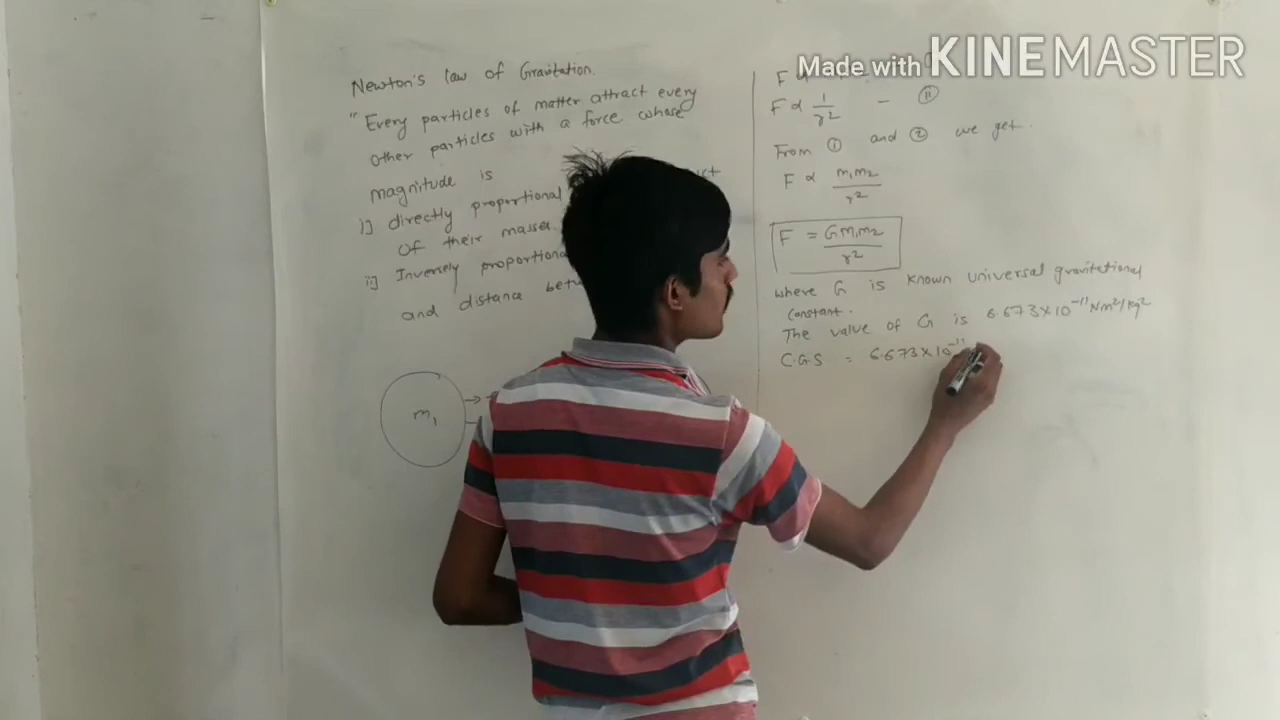 Made with KINEMASTER
Newton's law of Gravitation.
"Every particles of matter attract every
other particles with a force whose
magnitude is
i] directly proportional
of their masses.
ii] Inversely proportional
and distance
m1
F ∝
F ∝ 1/r² - (II)
From ① and ② we get.
F ∝ m1m2/r²
F = Gm1m2/r²
where G is known universal gravitational
constant.
The value of G is 6.673×10⁻¹¹ Nm²/kg²
C.G.S = 6.673×10⁻¹¹